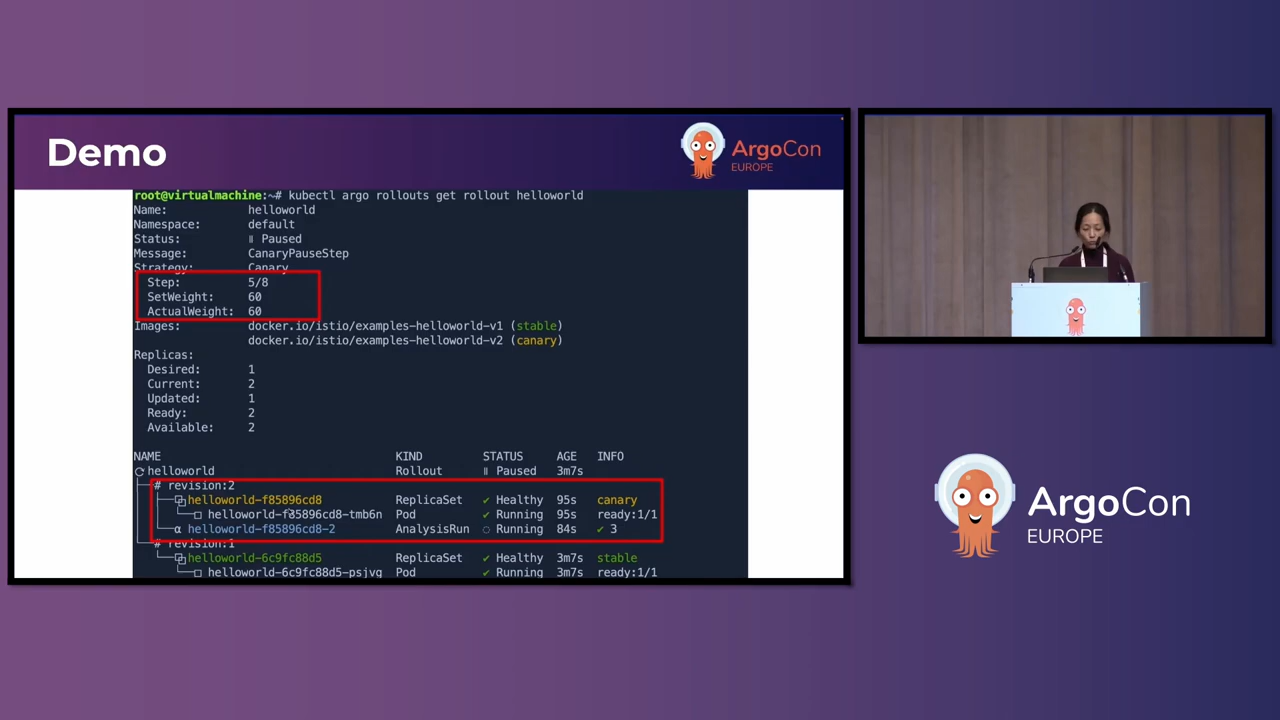 Demo
ArgoCon
EUROPE
root@virtualmachine:~# kubectl argo rollouts get rollout helloworld
Name: helloworld
Namespace: default
Status: ॥ Paused
Message: CanaryPauseStep
Strategy: Canary
Step: 5/8
SetWeight: 60
ActualWeight: 60
Images: docker.io/istio/examples-helloworld-v1 (stable)
docker.io/istio/examples-helloworld-v2 (canary)
Replicas:
Desired: 1
Current: 2
Updated: 1
Ready: 2
Available: 2
NAME KIND STATUS AGE INFO
⟳ helloworld Rollout ॥ Paused 3m7s
├──# revision:2
│ ├──⧉ helloworld-f85896cd8 ReplicaSet ✔ Healthy 95s canary
│ │ └──□ helloworld-f85896cd8-tmb6n Pod ✔ Running 95s ready:1/1
│ └──α helloworld-f85896cd8-2 AnalysisRun ◌ Running 84s ✔ 3
└──# revision:1
└──⧉ helloworld-6c9fc88d5 ReplicaSet ✔ Healthy 3m7s stable
└──□ helloworld-6c9fc88d5-psjvg Pod ✔ Running 3m7s ready:1/1
ArgoCon
EUROPE